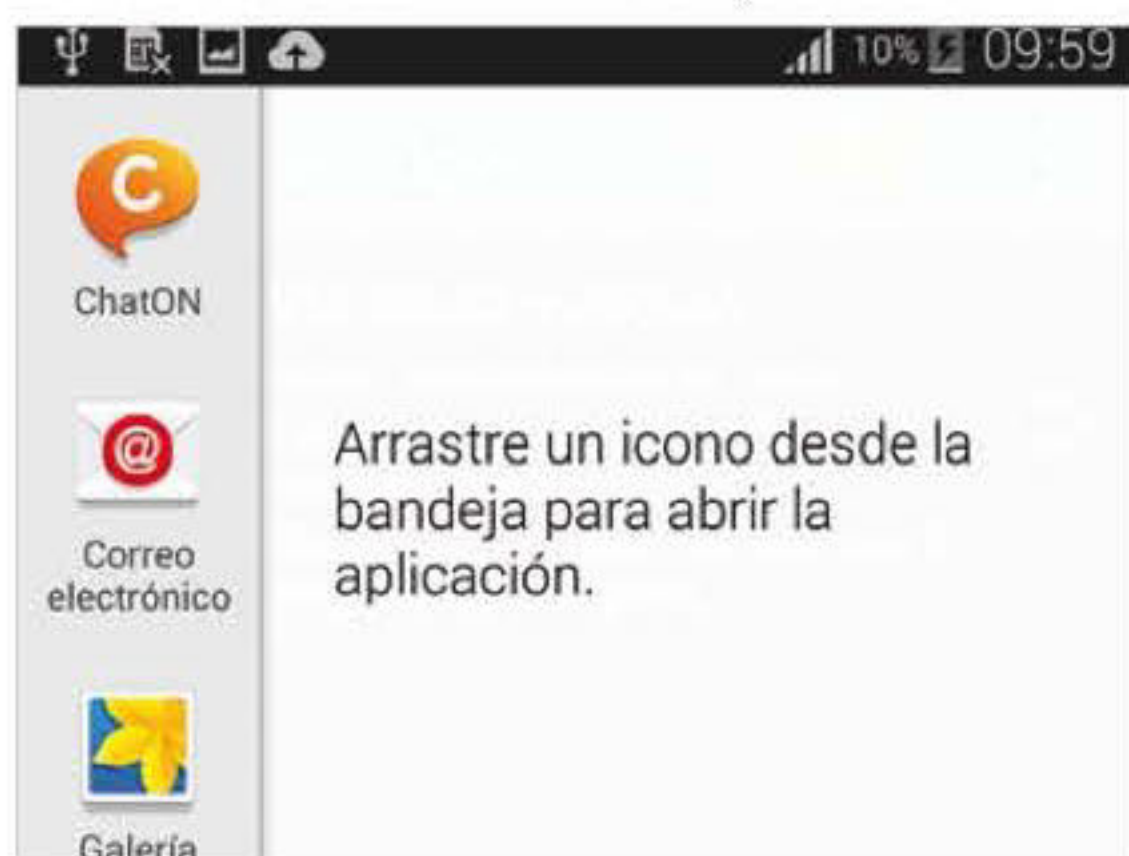 10% 09:59
C
ChatON
@
Correo
electrónico
Galería
Arrastre un icono desde la
bandeja para abrir la
aplicación.